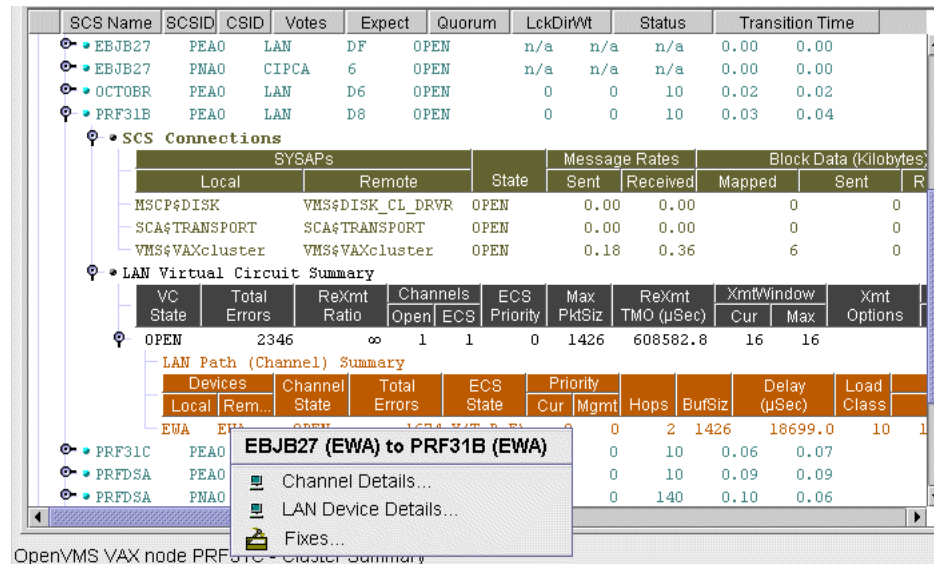 SCS Name SCSID CSID Votes Expect Quorum LckDirWt Status Transition Time
EBJB27 PEA0 LAN DF OPEN n/a n/a n/a 0.00 0.00
EBJB27 PNA0 CIPCA 6 OPEN n/a n/a n/a 0.00 0.00
OCTOBR PEA0 LAN D6 OPEN 0 0 10 0.02 0.02
PRF31B PEA0 LAN D8 OPEN 0 0 10 0.03 0.04
SCS Connections
SYSAPs State Message Rates Block Data (Kilobytes)
Local Remote Sent Received Mapped Sent R
MSCP$DISK VMS$DISK_CL_DRVR OPEN 0.00 0.00 0 0
SCA$TRANSPORT SCA$TRANSPORT OPEN 0.00 0.00 0 0
VMS$VAXcluster VMS$VAXcluster OPEN 0.18 0.36 6 0
LAN Virtual Circuit Summary
VC Total ReXmt Channels ECS Max ReXmt XmtWindow Xmt
State Errors Ratio Open ECS Priority PktSiz TMO (µSec) Cur Max Options
OPEN 2346 ∞ 1 1 0 1426 608582.8 16 16
LAN Path (Channel) Summary
Devices Channel Total ECS Priority Hops BufSiz Delay Load
Local Rem... State Errors State Cur Mgmt (µSec) Class
EWA 0 2 1426 18699.0 10 1
PRF31C PEA0 0 10 0.06 0.07
PRFDSA PEA0 0 10 0.09 0.09
PRFDSA PNA0 0 140 0.10 0.06
EBJB27 (EWA) to PRF31B (EWA)
Channel Details...
LAN Device Details...
Fixes...
OpenVMS VAX node PRF31C - Cluster Summary